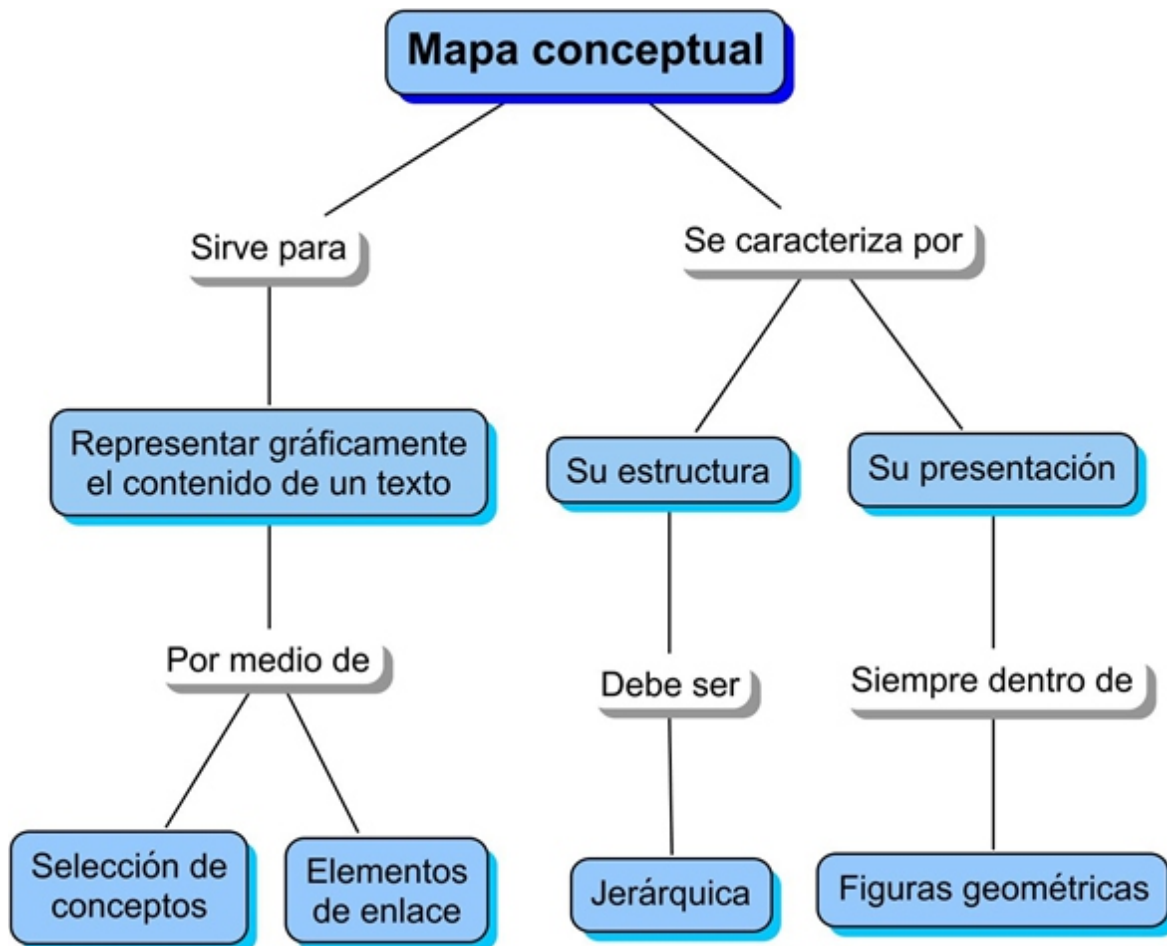 Mapa conceptual
Sirve para
Se caracteriza por
Representar gráficamente
el contenido de un texto
Su estructura
Su presentación
Por medio de
Debe ser
Siempre dentro de
Selección de
conceptos
Elementos
de enlace
Jerárquica
Figuras geométricas